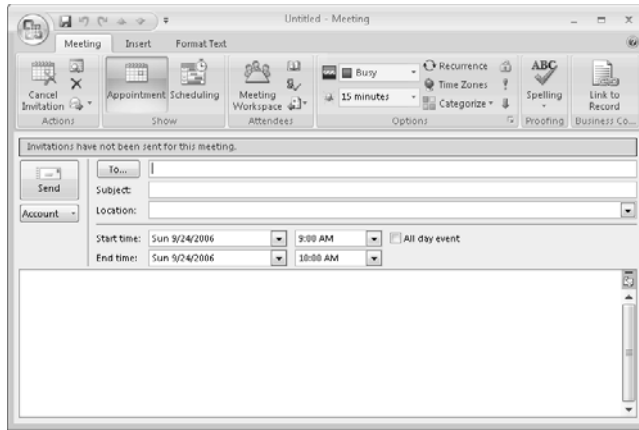 Untitled - Meeting
Meeting Insert Format Text
Cancel Invitation
Actions
Appointment Scheduling
Show
Meeting Workspace
Attendees
Busy
15 minutes
Recurrence
Time Zones
Categorize
Options
ABC
Spelling
Proofing
Link to Record
Business Co...
Invitations have not been sent for this meeting.
Send
Account
To...
Subject:
Location:
Start time: Sun 9/24/2006 9:00 AM All day event
End time: Sun 9/24/2006 10:00 AM